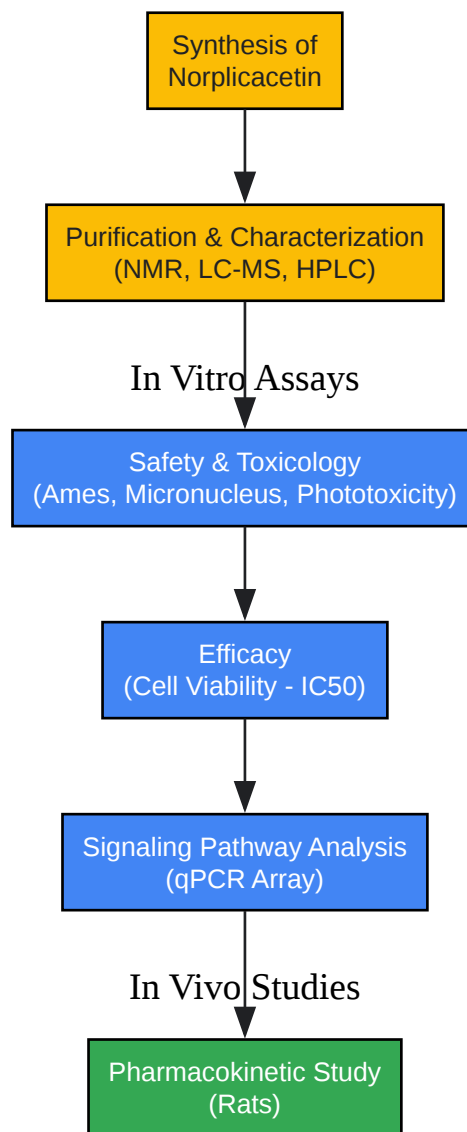 Synthesis of
Norplicacetin
Purification & Characterization
(NMR, LC-MS, HPLC)
In Vitro Assays
Safety & Toxicology
(Ames, Micronucleus, Phototoxicity)
Efficacy
(Cell Viability - IC50)
Signaling Pathway Analysis
(qPCR Array)
In Vivo Studies
Pharmacokinetic Study
(Rats)